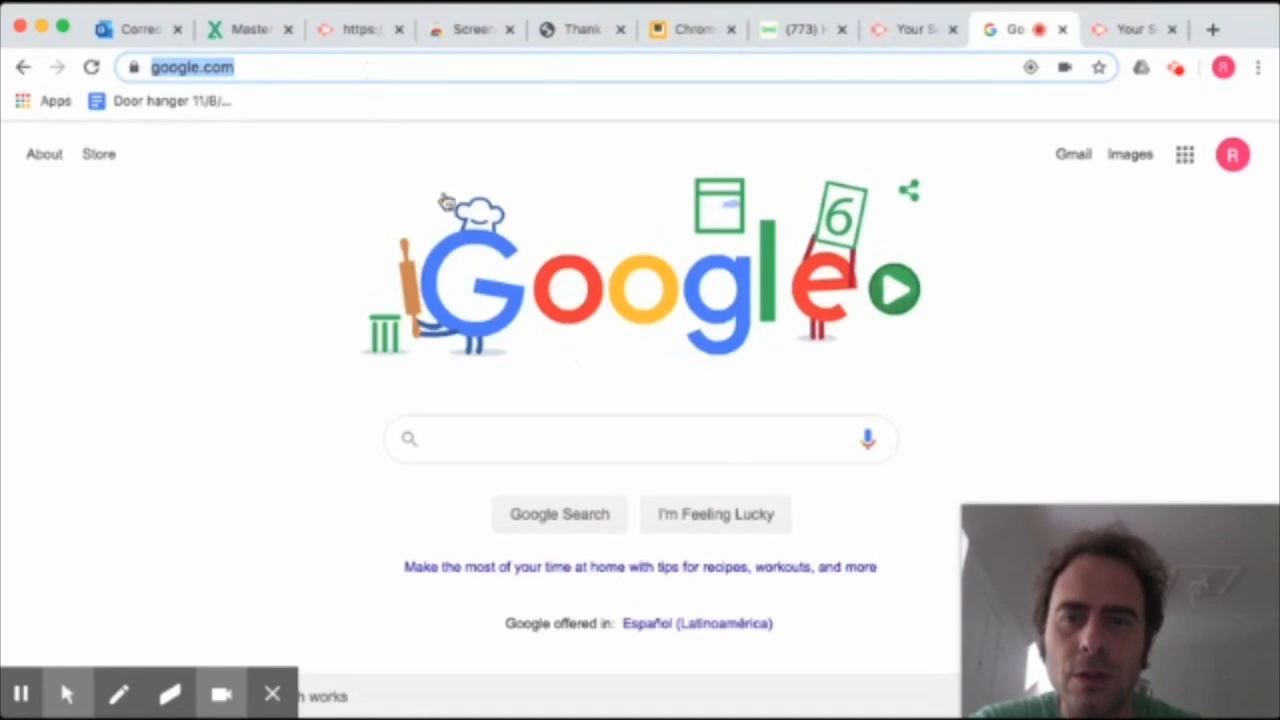 Correo Master https: Screen Thank Chrom (773) H Your S Go Your S
google.com R
Apps Door hanger 11/8/...
About Store Gmail Images R
Google 6
Google Search I'm Feeling Lucky
Make the most of your time at home with tips for recipes, workouts, and more
Google offered in: Español (Latinoamérica)
h works